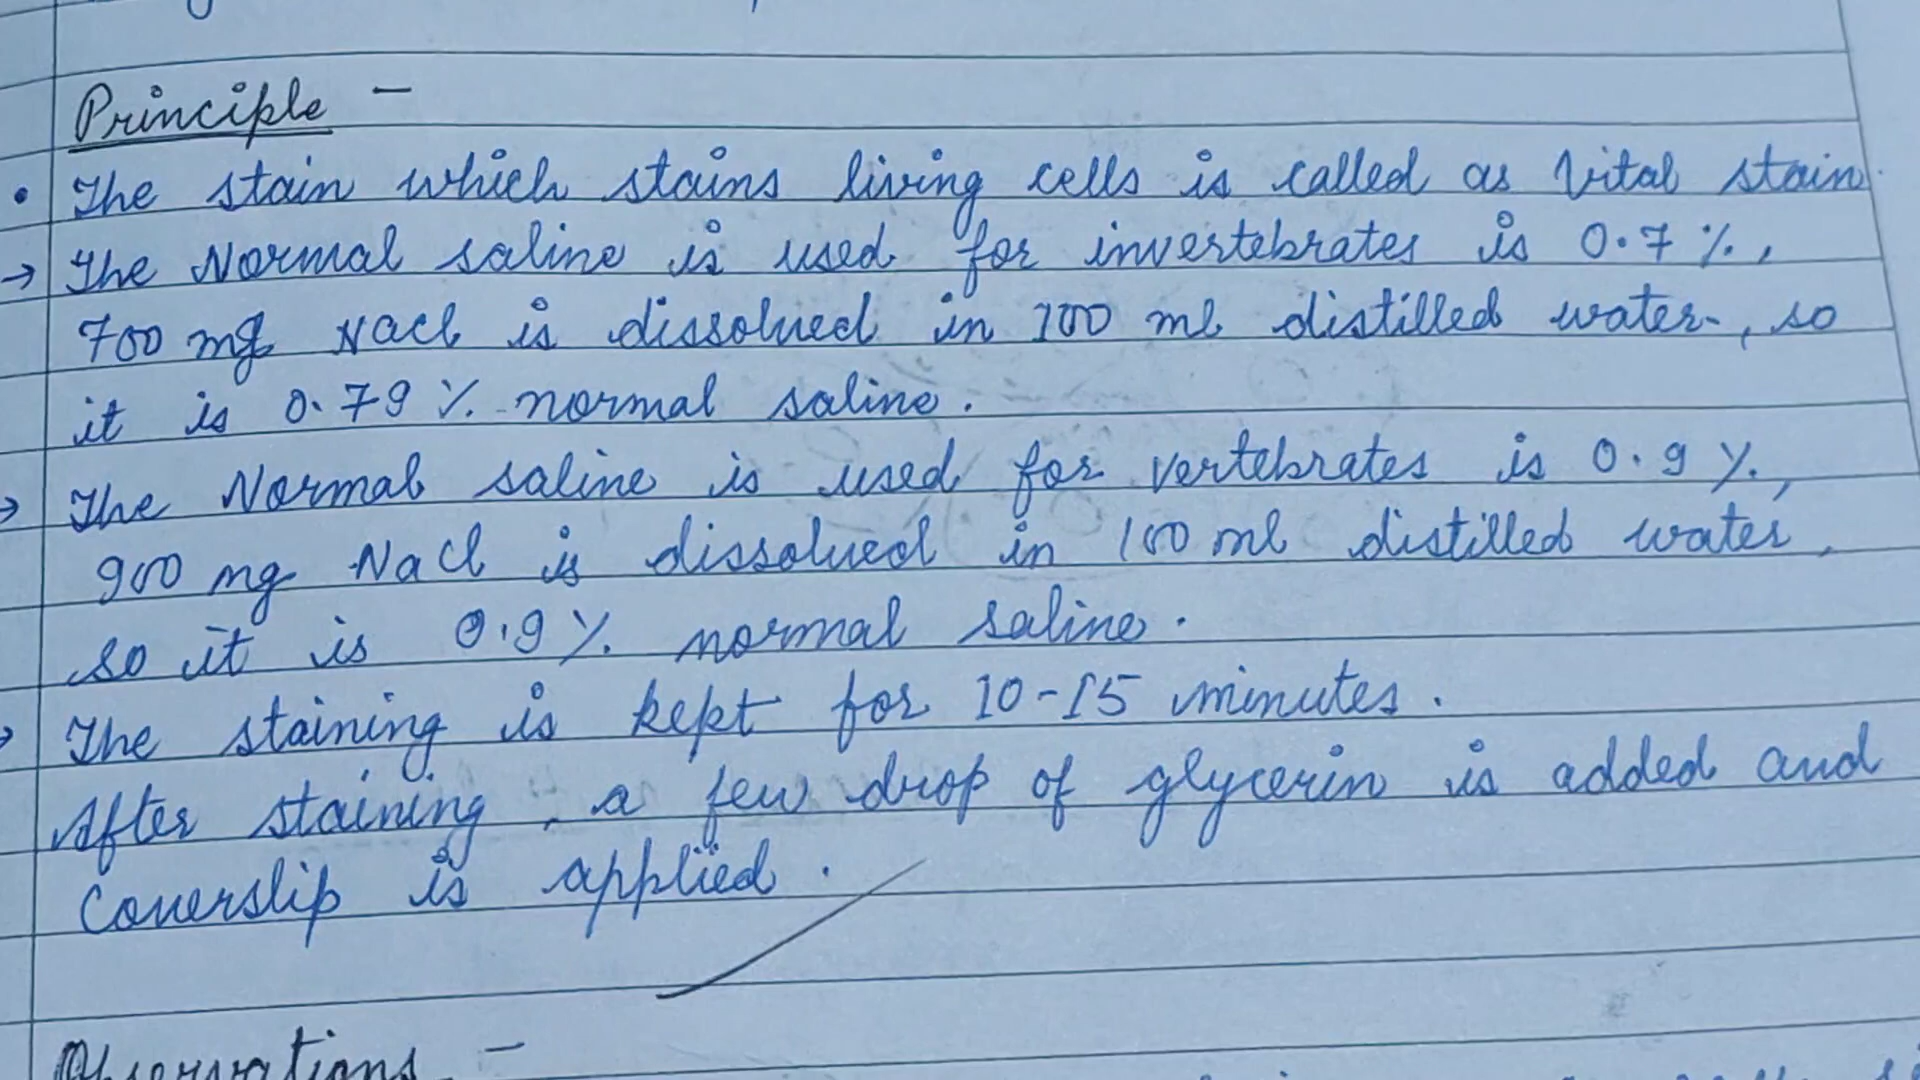 Principle -
• The stain which stains living cells is called as Vital stain.
→ The Normal saline is used for invertebrates is 0.7 %,
700 mg NaCl is dissolved in 100 ml distilled water, so
it is 0.79 % normal saline.
→ The Normal saline is used for vertebrates is 0.9 %,
900 mg NaCl is dissolved in 100 ml distilled water,
so it is 0.9 % normal saline.
→ The staining is kept for 10-15 minutes.
After staining, a few drop of glycerin is added and
Coverslip is applied.
Observations -